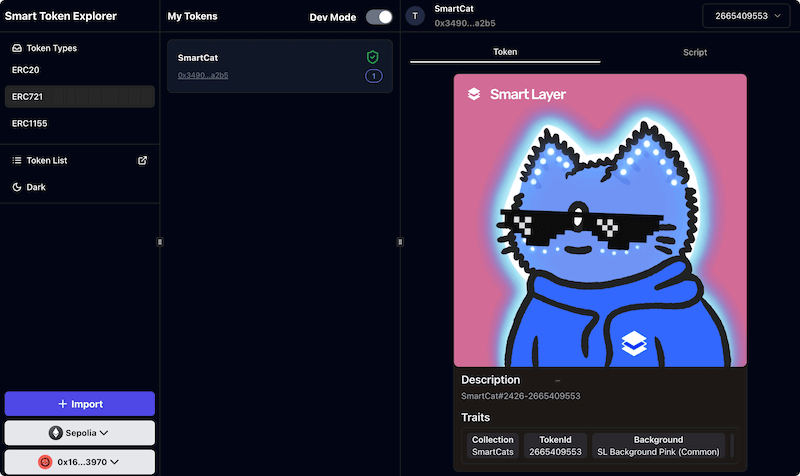 Smart Token Explorer
Token Types
ERC20
ERC721
ERC1155
Token List
Dark
+ Import
Sepolia
0x16...3970
My Tokens
Dev Mode
SmartCat
0x3490...a2b5
1
T
SmartCat
0x3490...a2b5
2665409553
Token
Script
Smart Layer
Description
SmartCat#2426-2665409553
Traits
Collection
SmartCats
TokenId
2665409553
Background
SL Background Pink (Common)